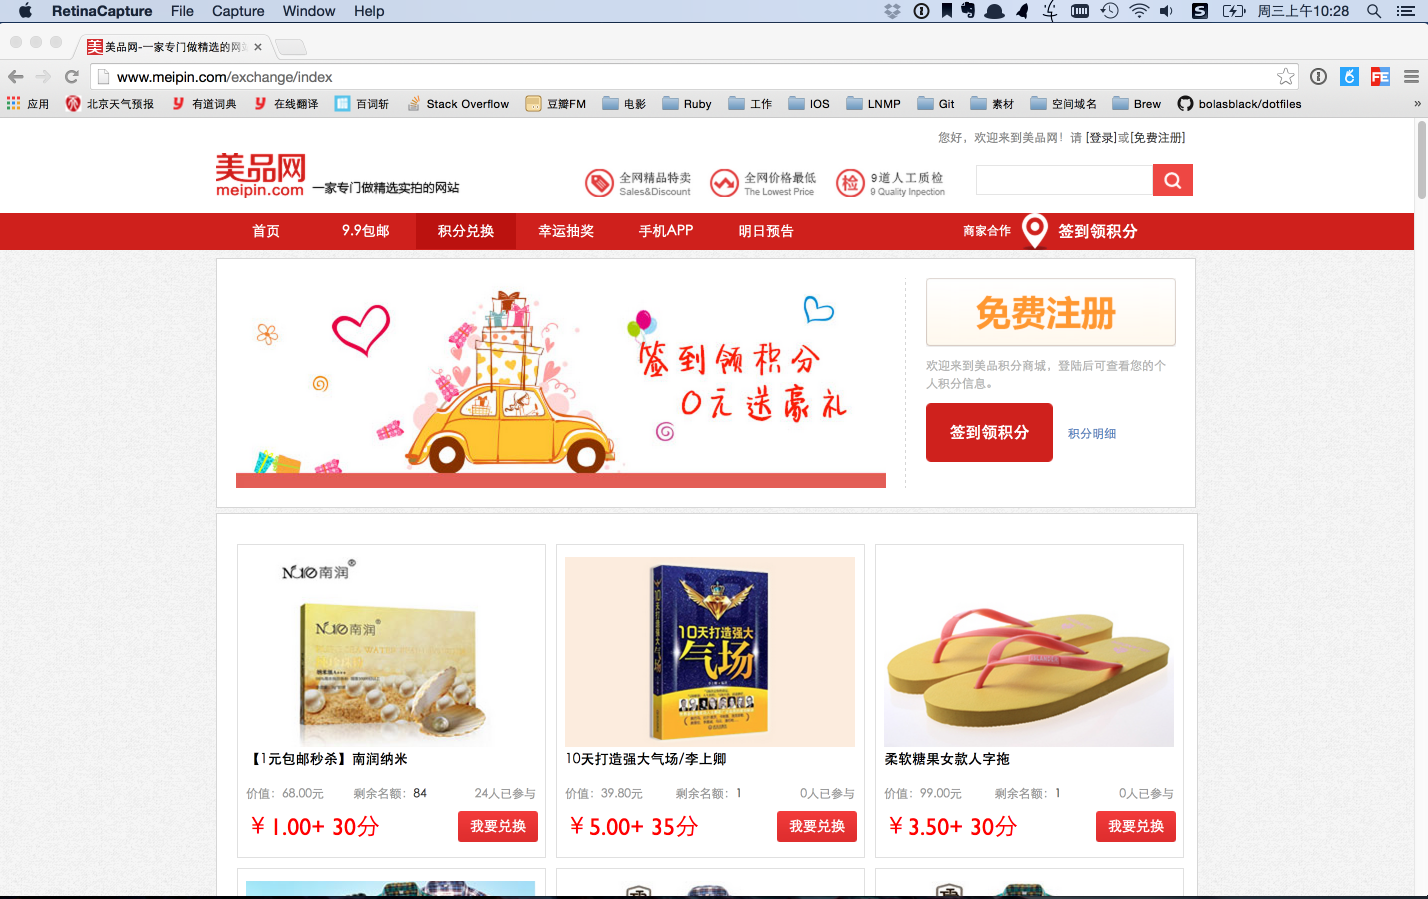 RetinaCapture File Capture Window Help 周三上午10:28
美品网-一家专门做精选的网
www.meipin.com/exchange/index
应用 北京天气预报 有道词典 在线翻译 百词斩 Stack Overflow 豆瓣FM 电影 Ruby 工作 IOS LNMP Git 素材 空间域名 Brew bolasblack/dotfiles »
您好，欢迎来到美品网！请 [登录]或[免费注册]
美品网
meipin.com 一家专门做精选实拍的网站
全网精品特卖
Sales&Discount
全网价格最低
The Lowest Price
检
9道人工质检
9 Quality Inpection
首页 9.9包邮 积分兑换 幸运抽奖 手机APP 明日预告 商家合作 签到领积分
签到领积分
0元送豪礼
免费注册
欢迎来到美品积分商城，登陆后可查看您的个
人积分信息。
签到领积分 积分明细
南润
南润
10天打造强大
气场
10天打造强大气场
【1元包邮秒杀】南润纳米
价值：68.00元 剩余名额：84 24人已参与
￥1.00+ 30分 我要兑换
10天打造强大气场/李上卿
价值：39.80元 剩余名额：1 0人已参与
￥5.00+ 35分 我要兑换
柔软糖果女款人字拖
价值：99.00元 剩余名额：1 0人已参与
￥3.50+ 30分 我要兑换